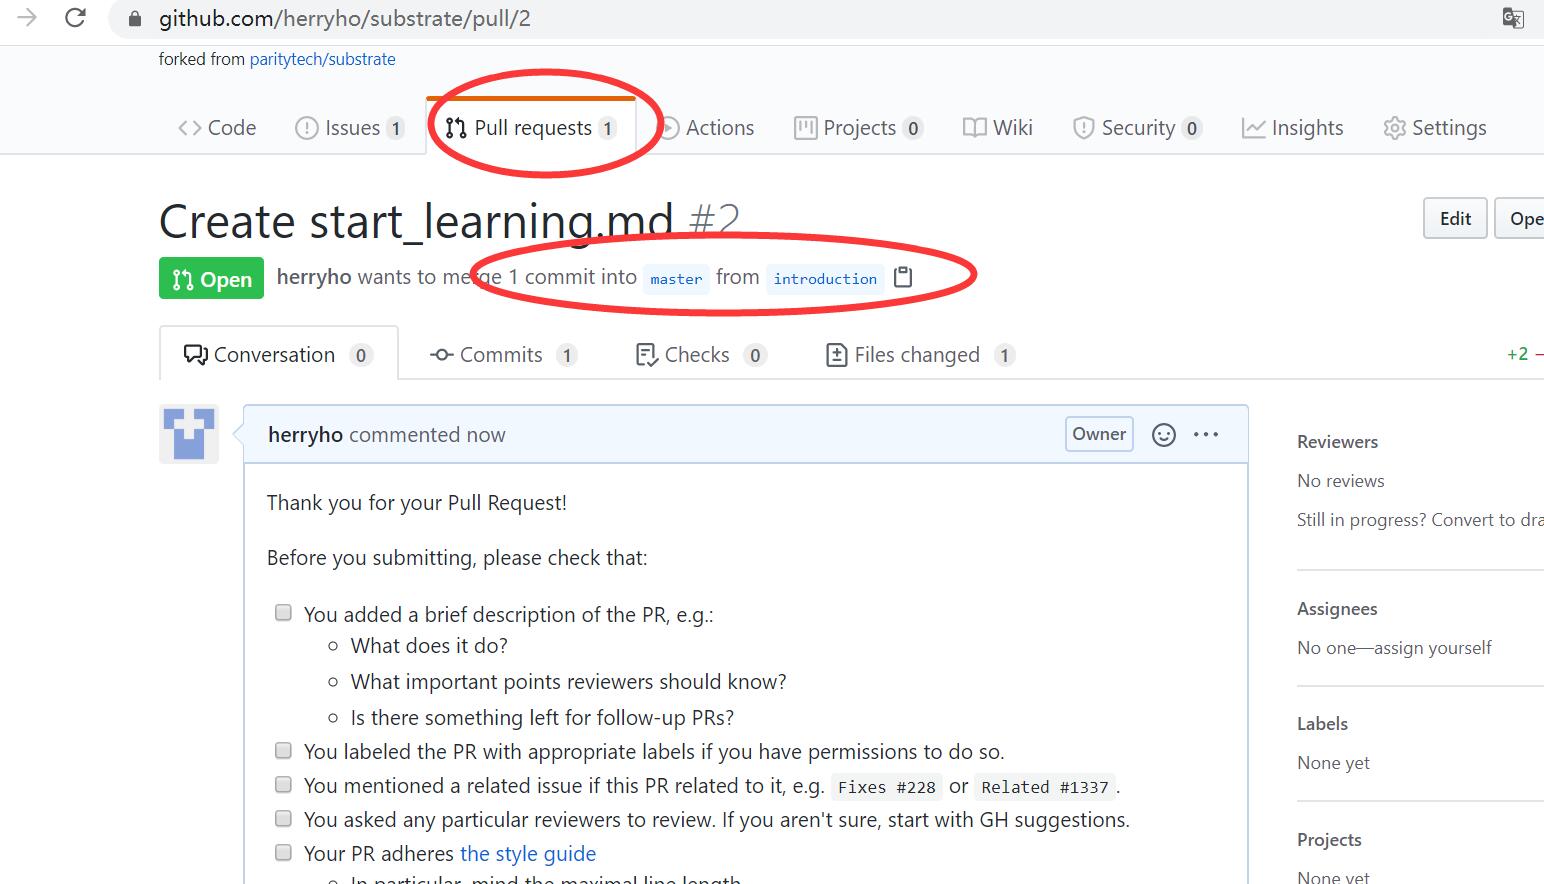 github.com/herryho/substrate/pull/2
forked from paritytech/substrate
Code Issues 1 Pull requests 1 Actions Projects 0 Wiki Security 0 Insights Settings
Create start_learning.md #2
Edit Ope
Open herryho wants to merge 1 commit into master from introduction
Conversation 0 Commits 1 Checks 0 Files changed 1 +2 −
herryho commented now Owner
Thank you for your Pull Request!
Before you submitting, please check that:
You added a brief description of the PR, e.g.:
What does it do?
What important points reviewers should know?
Is there something left for follow-up PRs?
You labeled the PR with appropriate labels if you have permissions to do so.
You mentioned a related issue if this PR related to it, e.g. Fixes #228 or Related #1337.
You asked any particular reviewers to review. If you aren't sure, start with GH suggestions.
Your PR adheres the style guide
In particular, mind the maximal line length
Reviewers
No reviews
Still in progress? Convert to dra
Assignees
No one—assign yourself
Labels
None yet
Projects
None yet